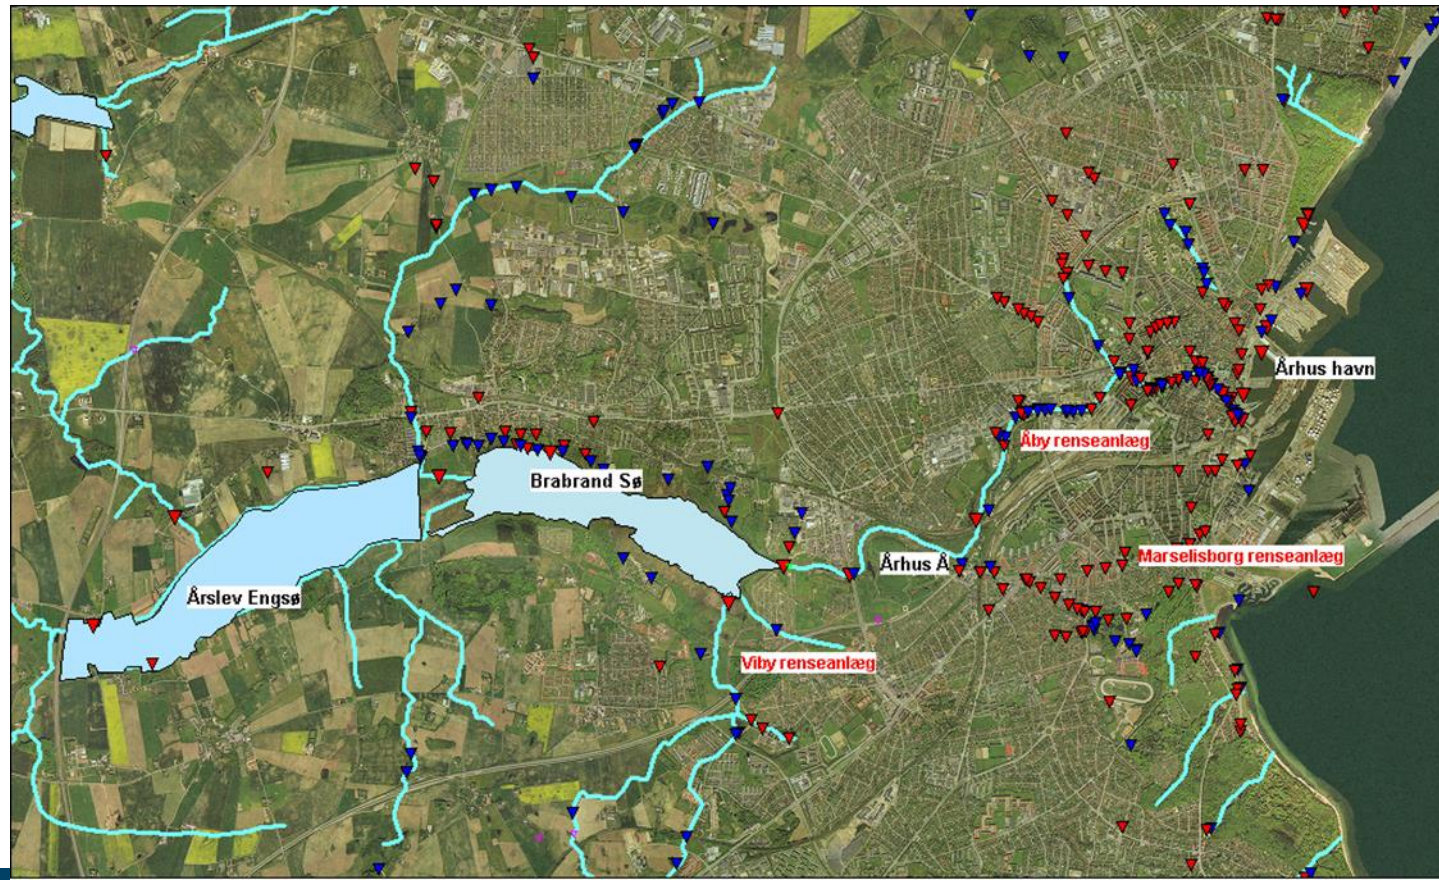 Århus havn
Åby renseanlæg
Brabrand Sø
Århus Å
Marselisborg renseanlæg
Årslev Engsø
Viby renseanlæg